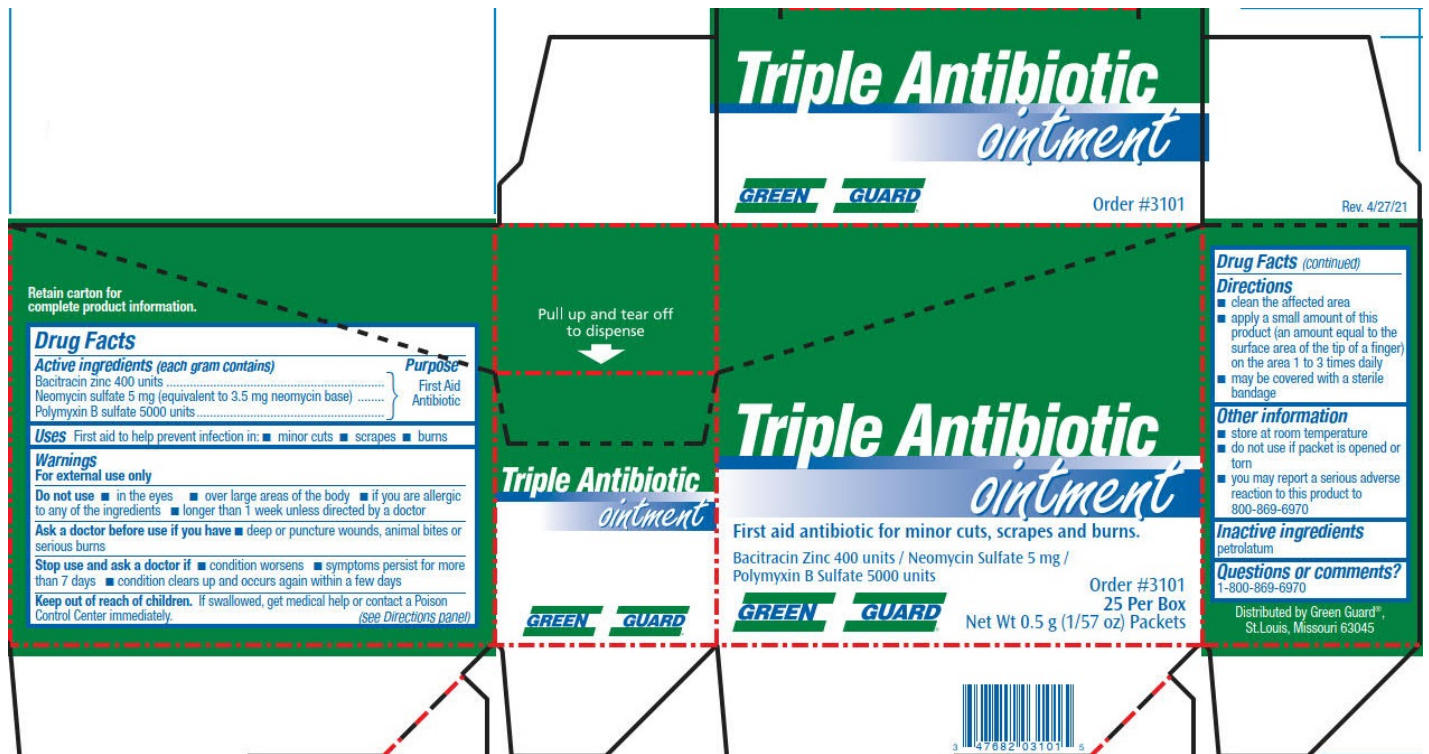 Triple Antibiotic
ointment
GREEN GUARD®
Order #3101
Rev. 4/27/21
Retain carton for
complete product information.
Drug Facts
Active ingredients (each gram contains) Purpose
Bacitracin zinc 400 units ................................................................
Neomycin sulfate 5 mg (equivalent to 3.5 mg neomycin base) ........
Polymyxin B sulfate 5000 units.......................................................
First Aid
Antibiotic
Uses First aid to help prevent infection in: ■ minor cuts ■ scrapes ■ burns
Warnings
For external use only
Do not use ■ in the eyes ■ over large areas of the body ■ if you are allergic
to any of the ingredients ■ longer than 1 week unless directed by a doctor
Ask a doctor before use if you have ■ deep or puncture wounds, animal bites or
serious burns
Stop use and ask a doctor if ■ condition worsens ■ symptoms persist for more
than 7 days ■ condition clears up and occurs again within a few days
Keep out of reach of children. If swallowed, get medical help or contact a Poison
Control Center immediately. (see Directions panel)
Pull up and tear off
to dispense
Triple Antibiotic
ointment
GREEN GUARD®
Triple Antibiotic
ointment
First aid antibiotic for minor cuts, scrapes and burns.
Bacitracin Zinc 400 units / Neomycin Sulfate 5 mg /
Polymyxin B Sulfate 5000 units
Order #3101
25 Per Box
Net Wt 0.5 g (1/57 oz) Packets
GREEN GUARD®
3 47682 03101 5
Drug Facts (continued)
Directions
■ clean the affected area
■ apply a small amount of this
product (an amount equal to the
surface area of the tip of a finger)
on the area 1 to 3 times daily
■ may be covered with a sterile
bandage
Other information
■ store at room temperature
■ do not use if packet is opened or
torn
■ you may report a serious adverse
reaction to this product to
800-869-6970
Inactive ingredients
petrolatum
Questions or comments?
1-800-869-6970
Distributed by Green Guard®,
St.Louis, Missouri 63045